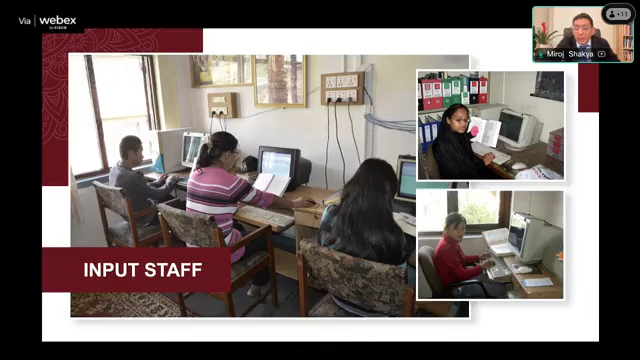 Via webex
by CISCO
+11
Miroj Shakya
INPUT STAFF